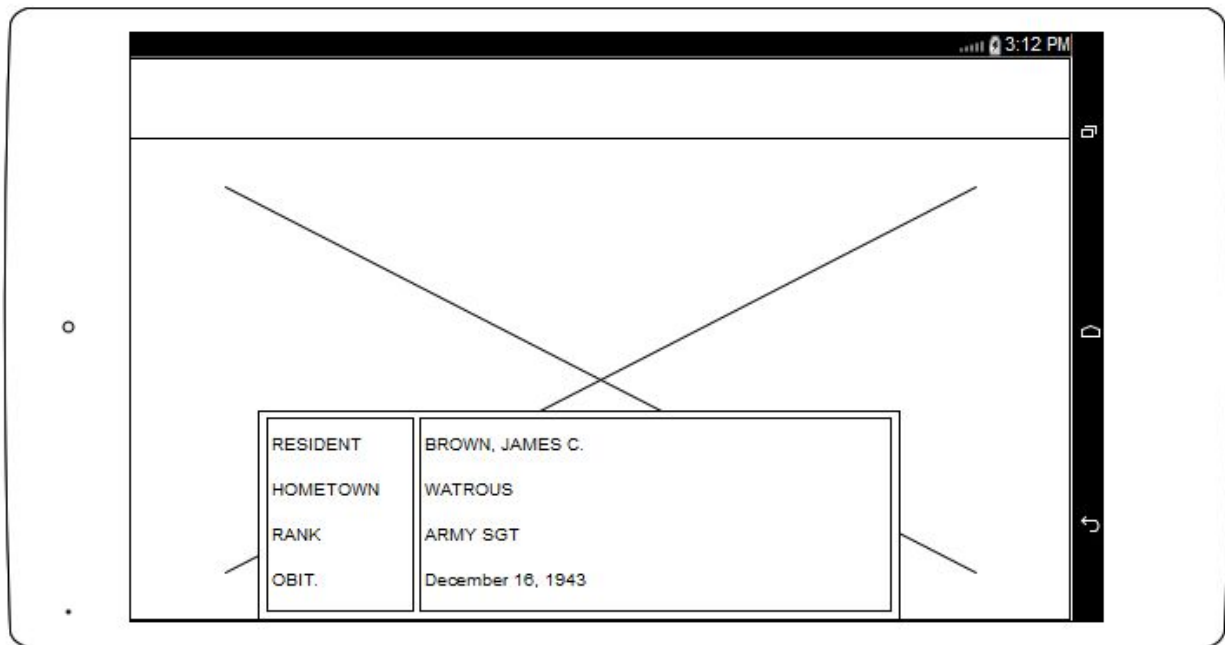 3:12 PM
RESIDENT BROWN, JAMES C.
HOMETOWN WATROUS
RANK ARMY SGT
OBIT. December 16, 1943